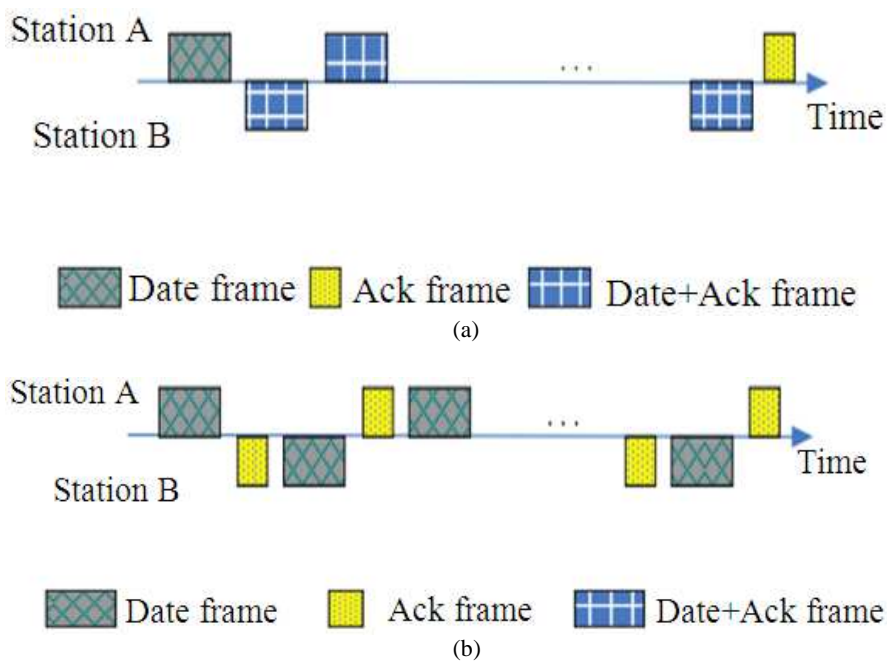 Station A
...
Time
Station B
Date frame Ack frame Date+Ack frame
(a)
Station A
...
Time
Station B
Date frame Ack frame Date+Ack frame
(b)